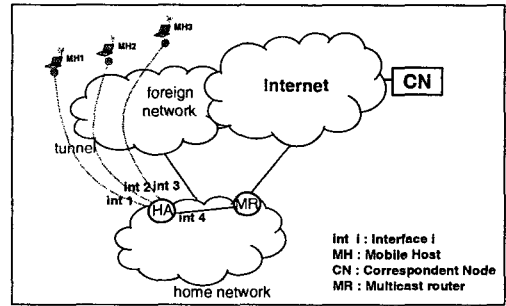 MH1
MH2
MH3
foreign
network
Internet
CN
tunnel
int 1
int 2
int 3
HA
int 4
MR
home network
int i : Interface i
MH : Mobile Host
CN : Correspondent Node
MR : Multicast router